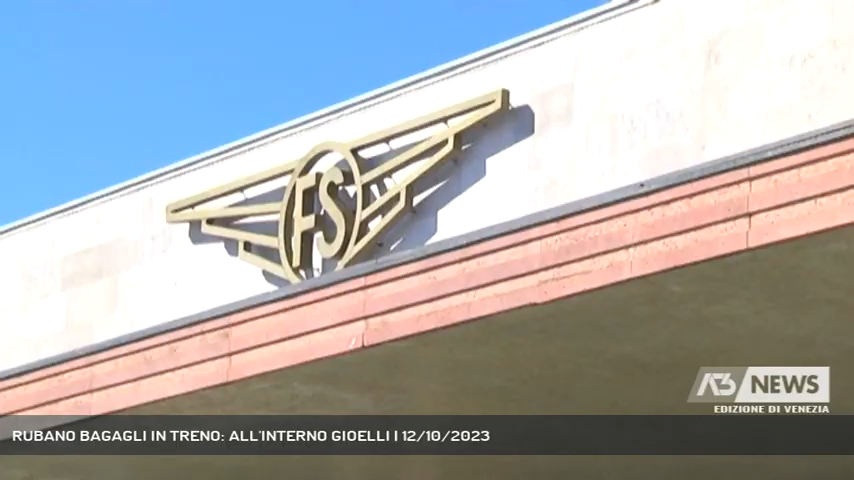 FS
A3 NEWS
EDIZIONE DI VENEZIA
RUBANO BAGAGLI IN TRENO: ALL'INTERNO GIOELLI | 12/10/2023